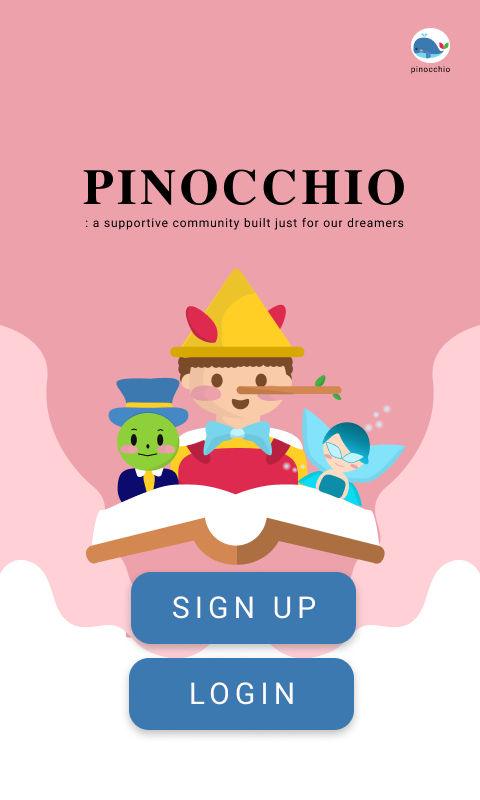 pinocchio
PINOCCHIO
: a supportive community built just for our dreamers
SIGN UP
LOGIN